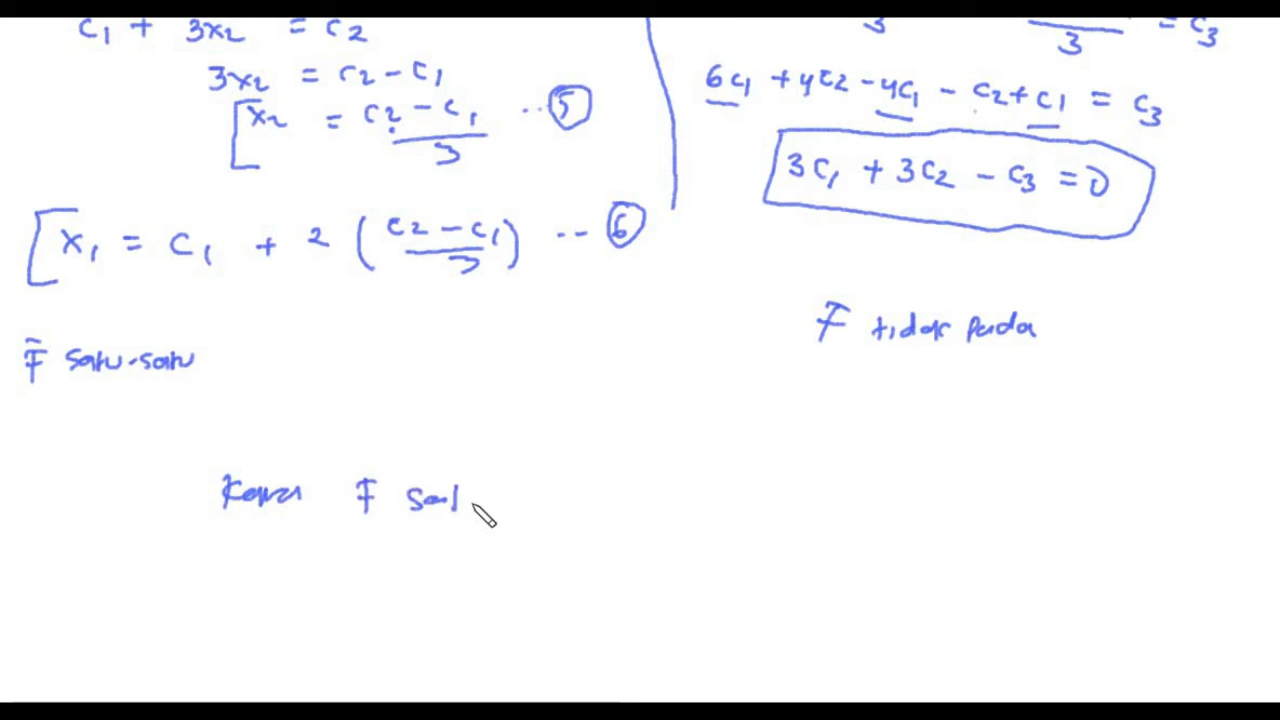 c₁ + 3x₂ = c₂
3x₂ = c₂ - c₁
x₂ = c₂ - c₁ / 3 ... ⑤
x₁ = c₁ + 2 (c₂ - c₁ / 3) -- ⑥
F satu-satu
3 3 = c₃
6c₁ + 4c₂ - 4c₁ - c₂ + c₁ = c₃
3c₁ + 3c₂ - c₃ = 0
F tidak pada
F